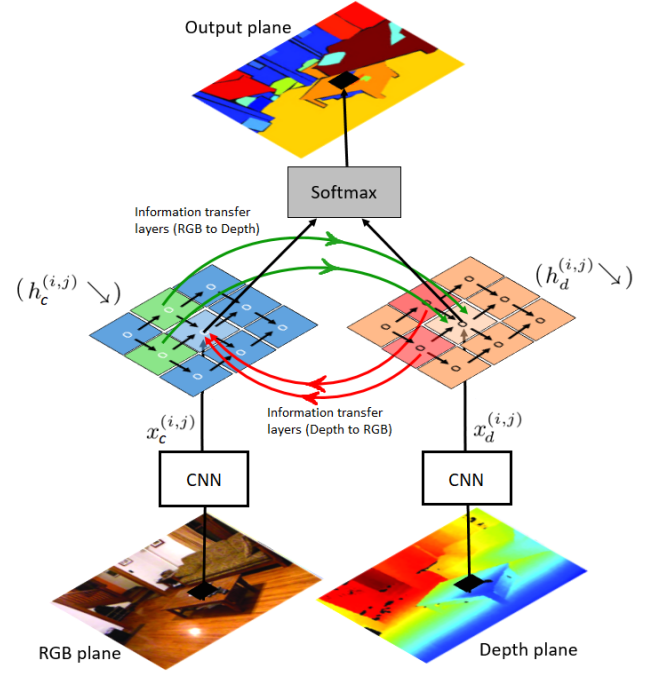 Output plane
Softmax
Information transfer
layers (RGB to Depth)
(h_c^{(i,j)} ↘)
(h_d^{(i,j)} ↘)
Information transfer
layers (Depth to RGB)
x_c^{(i,j)}
x_d^{(i,j)}
CNN
CNN
RGB plane
Depth plane